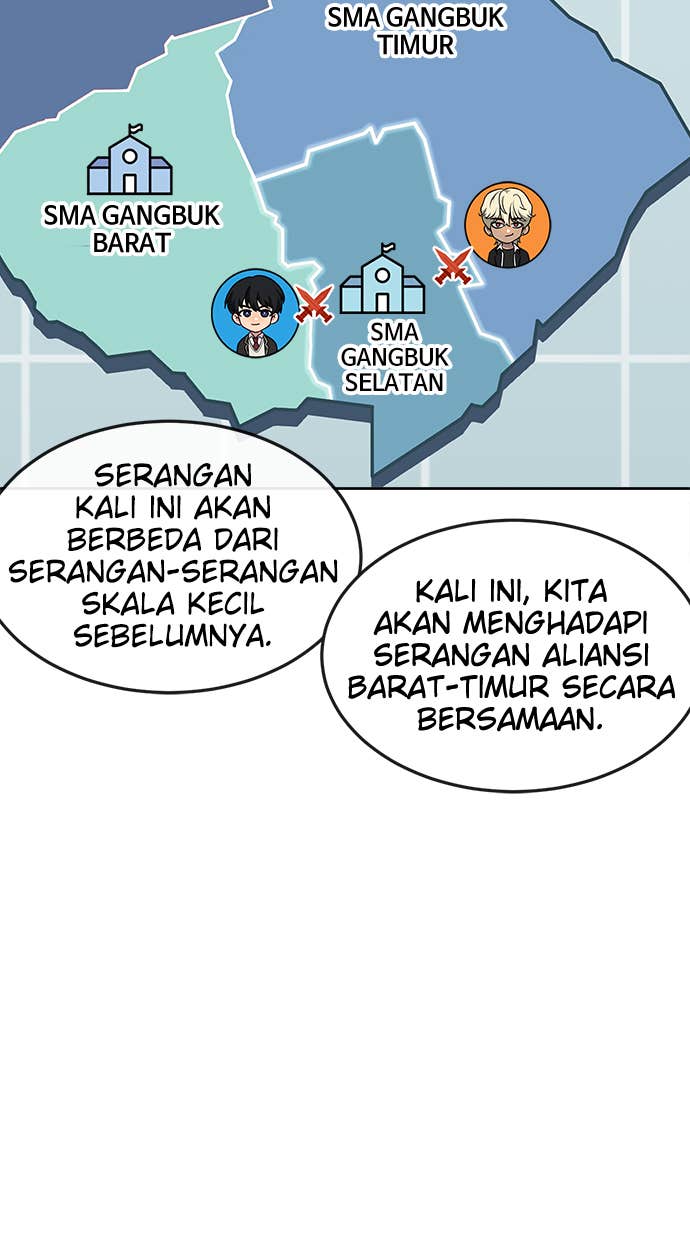 SMA GANGBUK
TIMUR
SMA GANGBUK
BARAT
SMA
GANGBUK
SELATAN
SERANGAN
KALI INI AKAN
BERBEDA DARI
SERANGAN-SERANGAN
SKALA KECIL
SEBELUMNYA.
KALI INI, KITA
AKAN MENGHADAPI
SERANGAN ALIANSI
BARAT-TIMUR SECARA
BERSAMAAN.